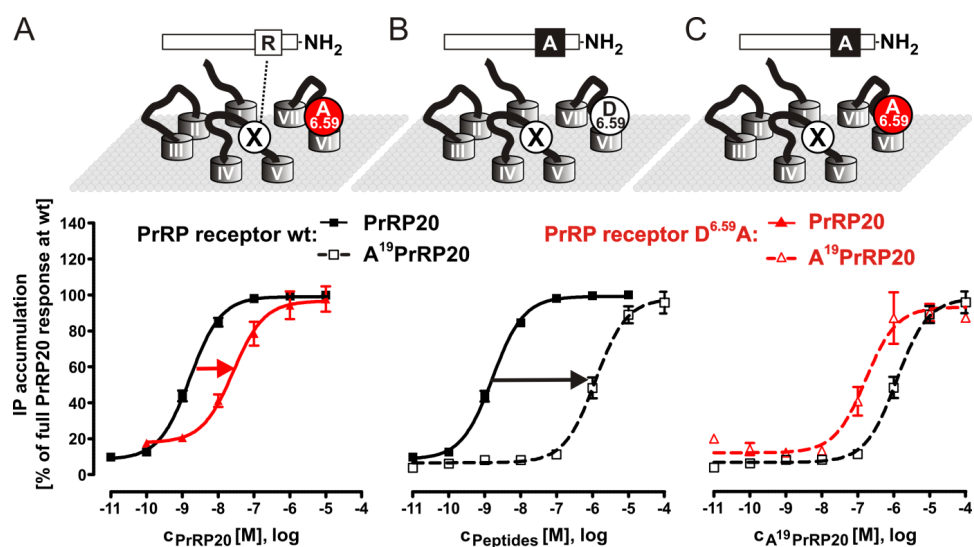 A
R
-NH2
A
6.59
II
III
IV
V
VI
VII
X
B
A
-NH2
D
6.59
II
III
IV
V
VI
VII
X
C
A
-NH2
A
6.59
II
III
IV
V
VI
VII
X
PrRP receptor wt:
PrRP20
A19PrRP20
PrRP receptor D6.59A:
PrRP20
A19PrRP20
IP accumulation
[% of full PrRP20 response at wt]
140
120
100
80
60
40
20
0
-11 -10 -9 -8 -7 -6 -5 -4
cPrRP20 [M], log
-11 -10 -9 -8 -7 -6 -5 -4
cPeptides [M], log
-11 -10 -9 -8 -7 -6 -5 -4
cA19PrRP20 [M], log